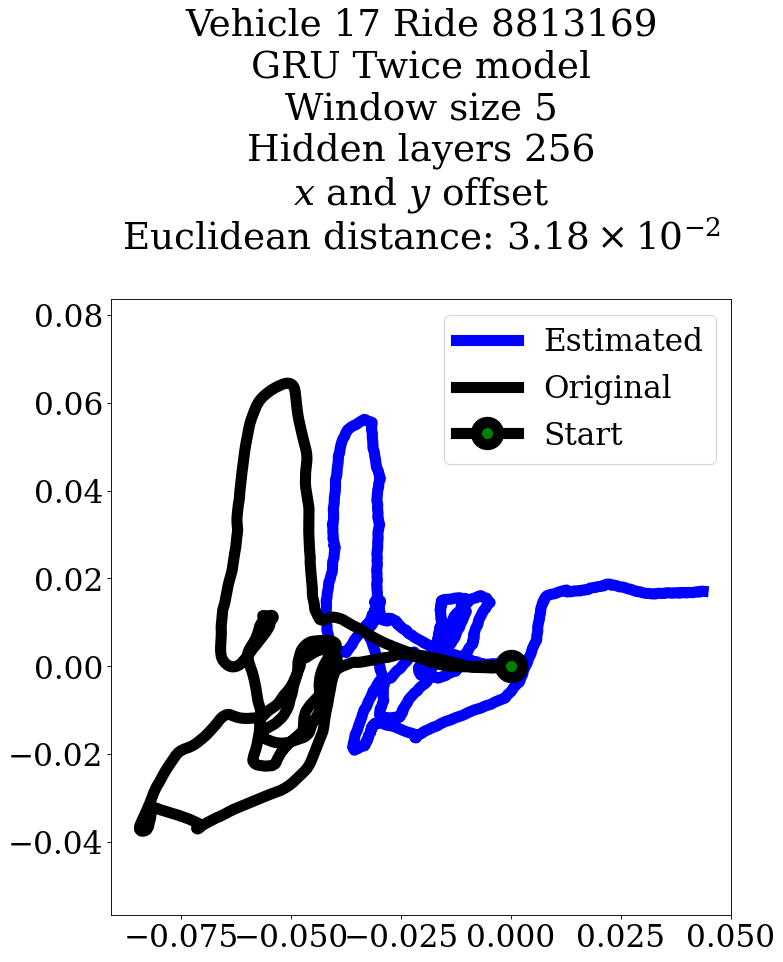 Vehicle 17 Ride 8813169
GRU Twice model
Window size 5
Hidden layers 256
x and y offset
Euclidean distance: 3.18 × 10⁻²
Estimated
Original
Start
0.08
0.06
0.04
0.02
0.00
−0.02
−0.04
−0.075 −0.050 −0.025 0.000 0.025 0.050